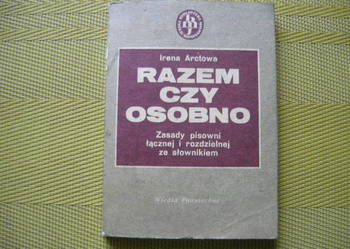 Irena Arctowa
RAZEM
CZY
OSOBNO
Zasady pisowni
łącznej i rozdzielnej
ze słownikiem
Wiedza Powszechna